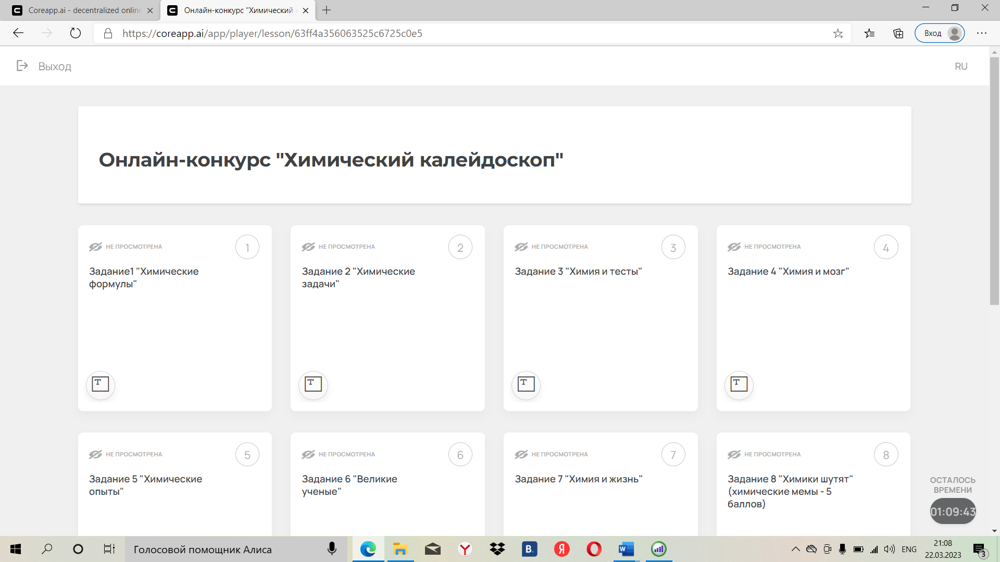 Coreapp.ai - decentralized online
Онлайн-конкурс "Химический
https://coreapp.ai/app/player/lesson/63ff4a356063525c6725c0e5
Вход
Выход
RU
Онлайн-конкурс "Химический калейдоскоп"
НЕ ПРОСМОТРЕНА
1
Задание1 "Химические
формулы"
T
НЕ ПРОСМОТРЕНА
2
Задание 2 "Химические
задачи"
T
НЕ ПРОСМОТРЕНА
3
Задание 3 "Химия и тесты"
T
НЕ ПРОСМОТРЕНА
4
Задание 4 "Химия и мозг"
T
НЕ ПРОСМОТРЕНА
5
Задание 5 "Химические
опыты"
НЕ ПРОСМОТРЕНА
6
Задание 6 "Великие
ученые"
НЕ ПРОСМОТРЕНА
7
Задание 7 "Химия и жизнь"
НЕ ПРОСМОТРЕНА
8
Задание 8 "Химики шутят"
(химические мемы - 5
баллов)
ОСТАЛОСЬ
ВРЕМЕНИ
01:09:43
Голосовой помощник Алиса
ENG
21:08
22.03.2023
3